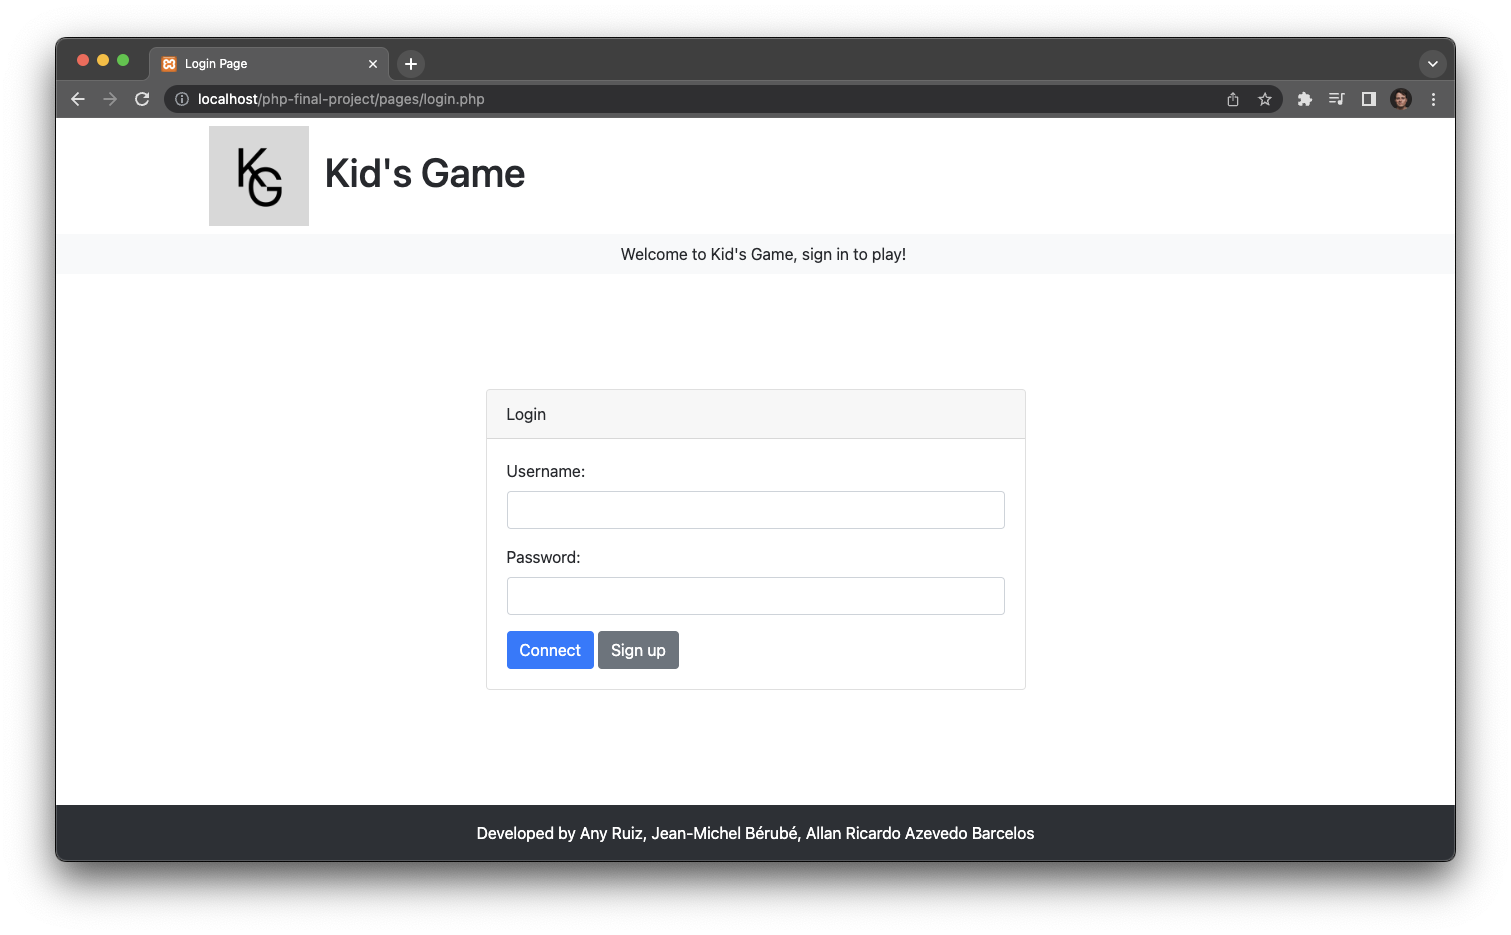 Login Page
localhost/php-final-project/pages/login.php
KG
Kid's Game
Welcome to Kid's Game, sign in to play!
Login
Username:
Password:
Connect Sign up
Developed by Any Ruiz, Jean-Michel Bérubé, Allan Ricardo Azevedo Barcelos